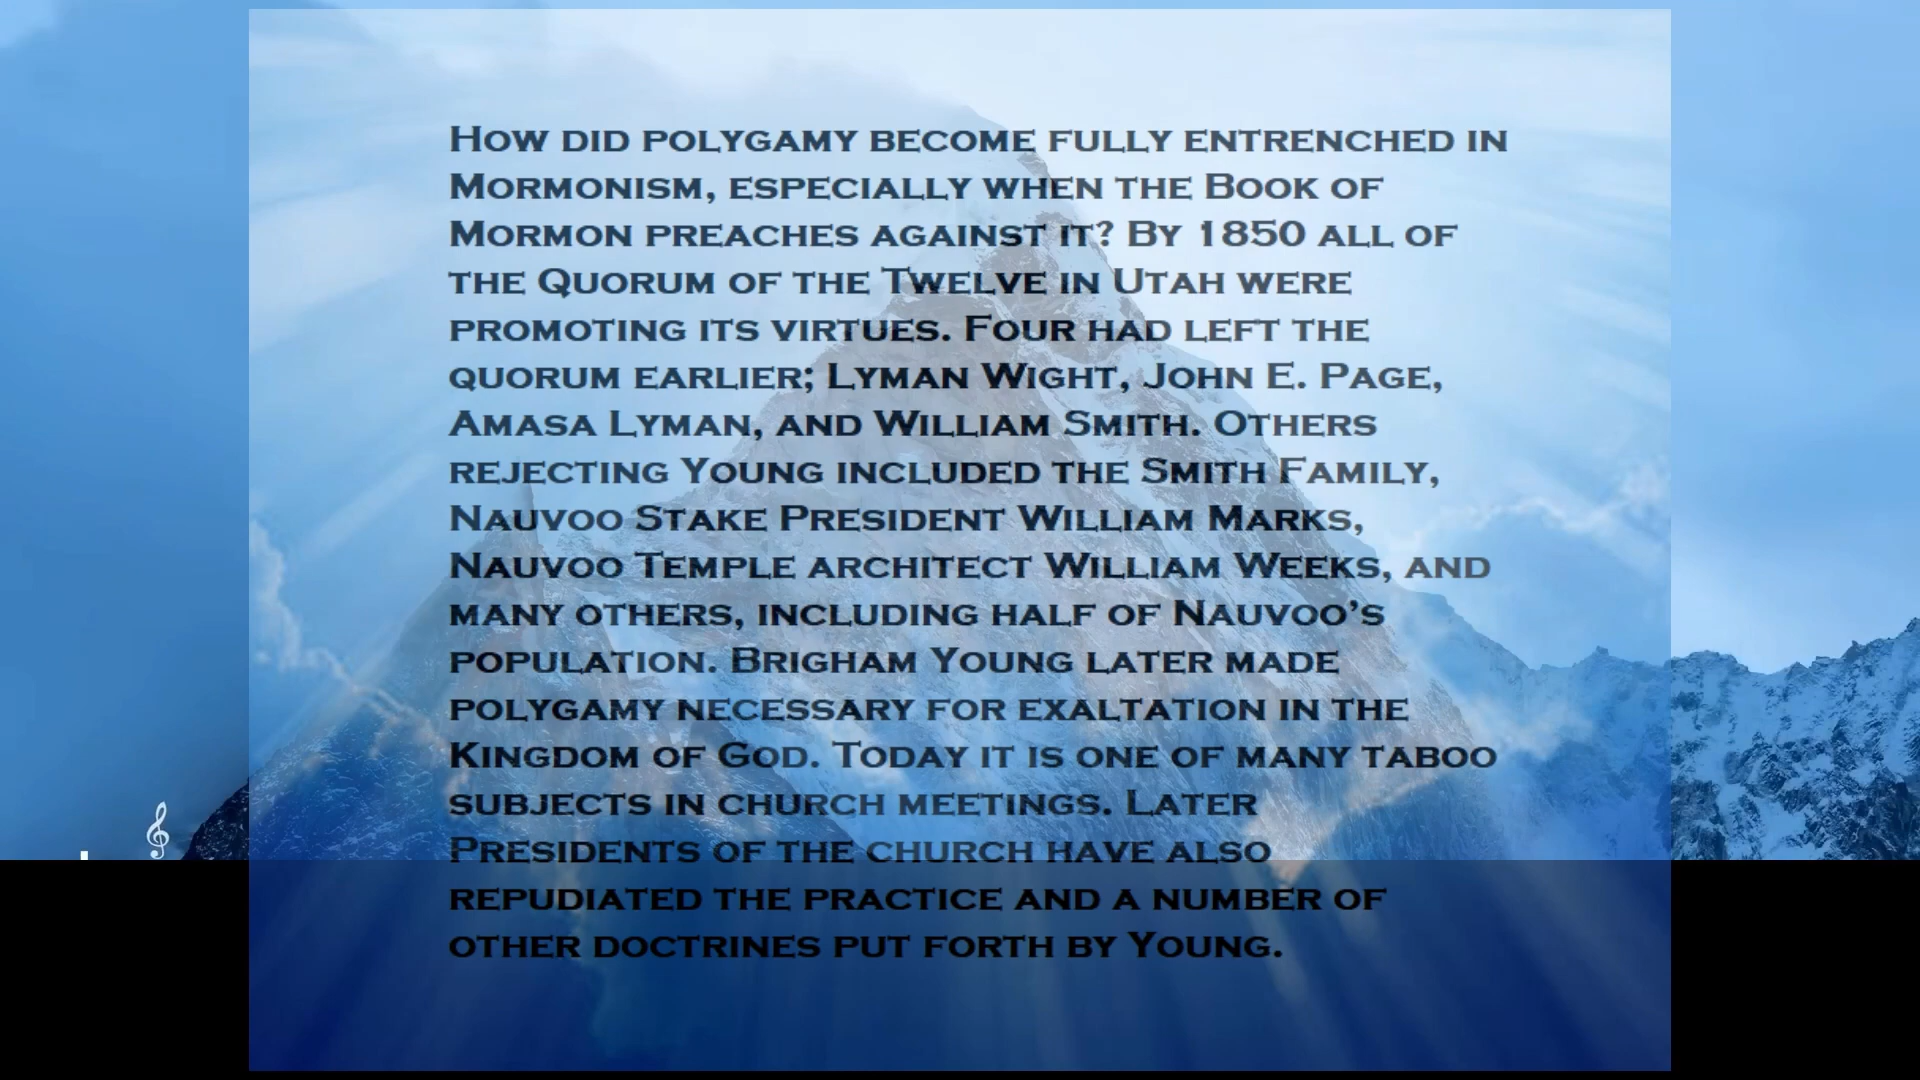 How did polygamy become fully entrenched in
Mormonism, especially when the Book of
Mormon preaches against it? By 1850 all of
the Quorum of the Twelve in Utah were
promoting its virtues. Four had left the
quorum earlier; Lyman Wight, John E. Page,
Amasa Lyman, and William Smith. Others
rejecting Young included the Smith Family,
Nauvoo Stake President William Marks,
Nauvoo Temple architect William Weeks, and
many others, including half of Nauvoo's
population. Brigham Young later made
polygamy necessary for exaltation in the
Kingdom of God. Today it is one of many taboo
subjects in church meetings. Later
Presidents of the church have also
repudiated the practice and a number of
other doctrines put forth by Young.